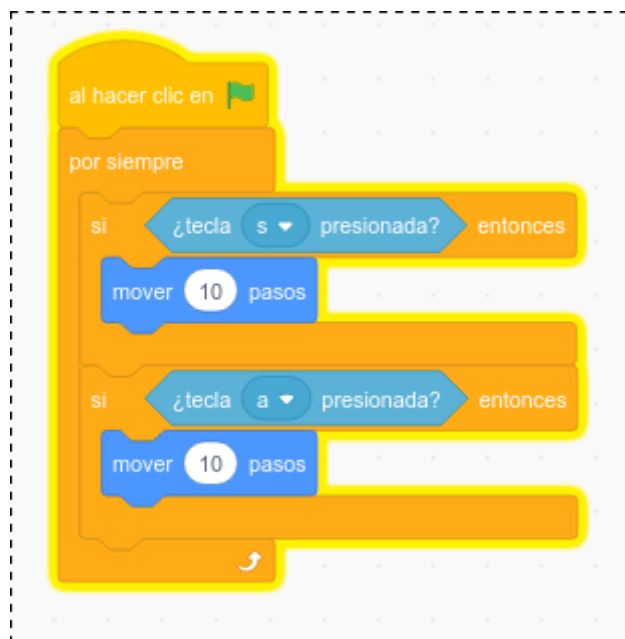 al hacer clic en
por siempre
si ¿tecla s presionada? entonces
mover 10 pasos
si ¿tecla a presionada? entonces
mover 10 pasos